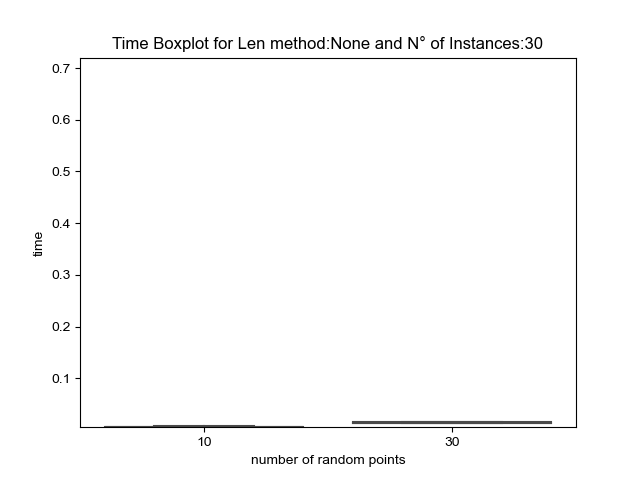 Time Boxplot for Len method:None and N° of Instances:30
0.7
0.6
0.5
0.4
0.3
0.2
0.1
time
10 30
number of random points